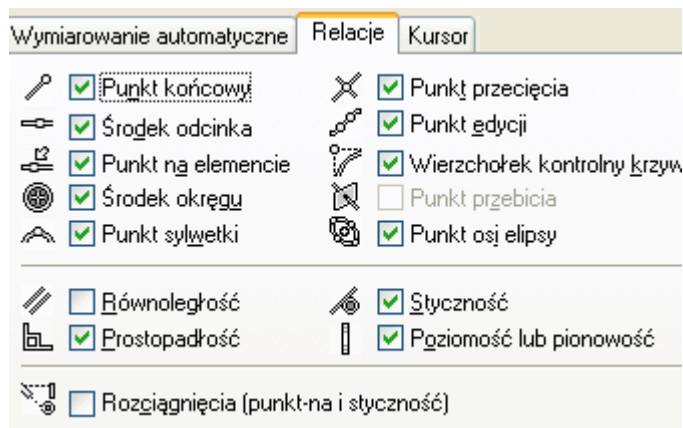 Wymiarowanie automatyczne Relacje Kursor
Punkt końcowy Punkt przecięcia
Środek odcinka Punkt edycji
Punkt na elemencie Wierzchołek kontrolny krzyw
Środek okręgu Punkt przebicia
Punkt sylwetki Punkt osi elipsy
Równoległość Styczność
Prostopadłość Poziomość lub pionowość
Rozciągnięcia (punkt-na i styczność)